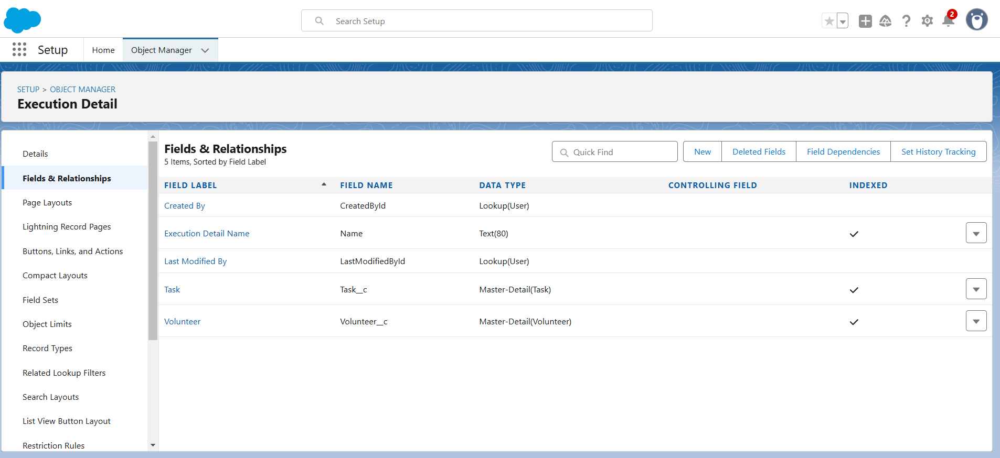 Search Setup
2
Setup
Home
Object Manager
SETUP > OBJECT MANAGER
Execution Detail
Details
Fields & Relationships
Page Layouts
Lightning Record Pages
Buttons, Links, and Actions
Compact Layouts
Field Sets
Object Limits
Record Types
Related Lookup Filters
Search Layouts
List View Button Layout
Restriction Rules
Fields & Relationships
5 Items, Sorted by Field Label
Quick Find
New
Deleted Fields
Field Dependencies
Set History Tracking
FIELD LABEL FIELD NAME DATA TYPE CONTROLLING FIELD INDEXED
Created By CreatedById Lookup(User)
Execution Detail Name Name Text(80)
Last Modified By LastModifiedById Lookup(User)
Task Task__c Master-Detail(Task)
Volunteer Volunteer__c Master-Detail(Volunteer)